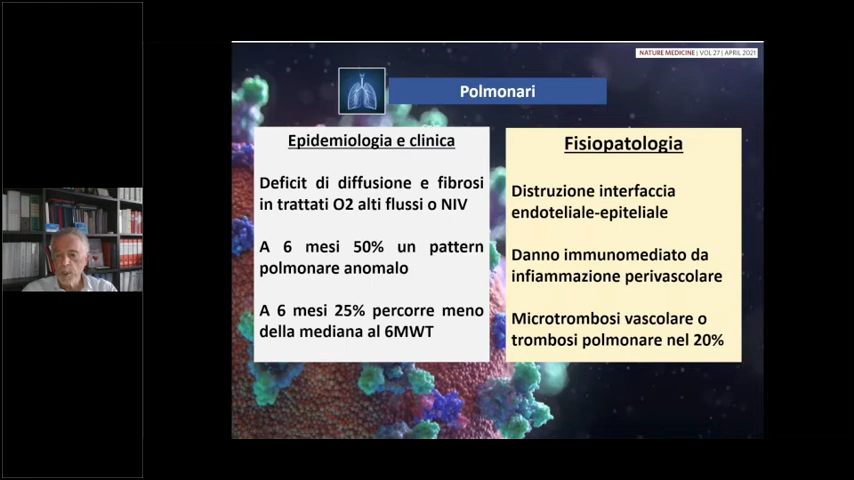 NATURE MEDICINE | VOL 27 | APRIL 2021
Polmonari
Epidemiologia e clinica
Deficit di diffusione e fibrosi
in trattati O2 alti flussi o NIV
A 6 mesi 50% un pattern
polmonare anomalo
A 6 mesi 25% percorre meno
della mediana al 6MWT
Fisiopatologia
Distruzione interfaccia
endoteliale-epiteliale
Danno immunomediato da
infiammazione perivascolare
Microtrombosi vascolare o
trombosi polmonare nel 20%